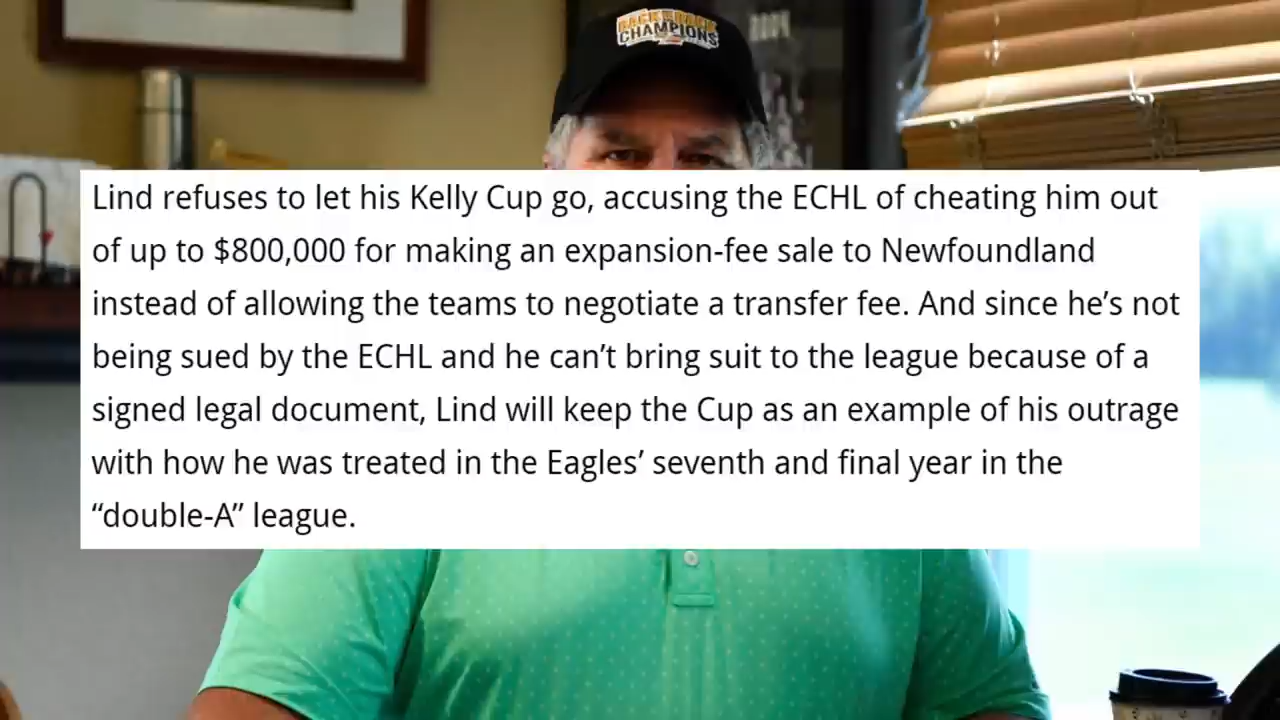 BACK TO BACK
CHAMPIONS
Lind refuses to let his Kelly Cup go, accusing the ECHL of cheating him out
of up to $800,000 for making an expansion-fee sale to Newfoundland
instead of allowing the teams to negotiate a transfer fee. And since he’s not
being sued by the ECHL and he can’t bring suit to the league because of a
signed legal document, Lind will keep the Cup as an example of his outrage
with how he was treated in the Eagles’ seventh and final year in the
“double-A” league.